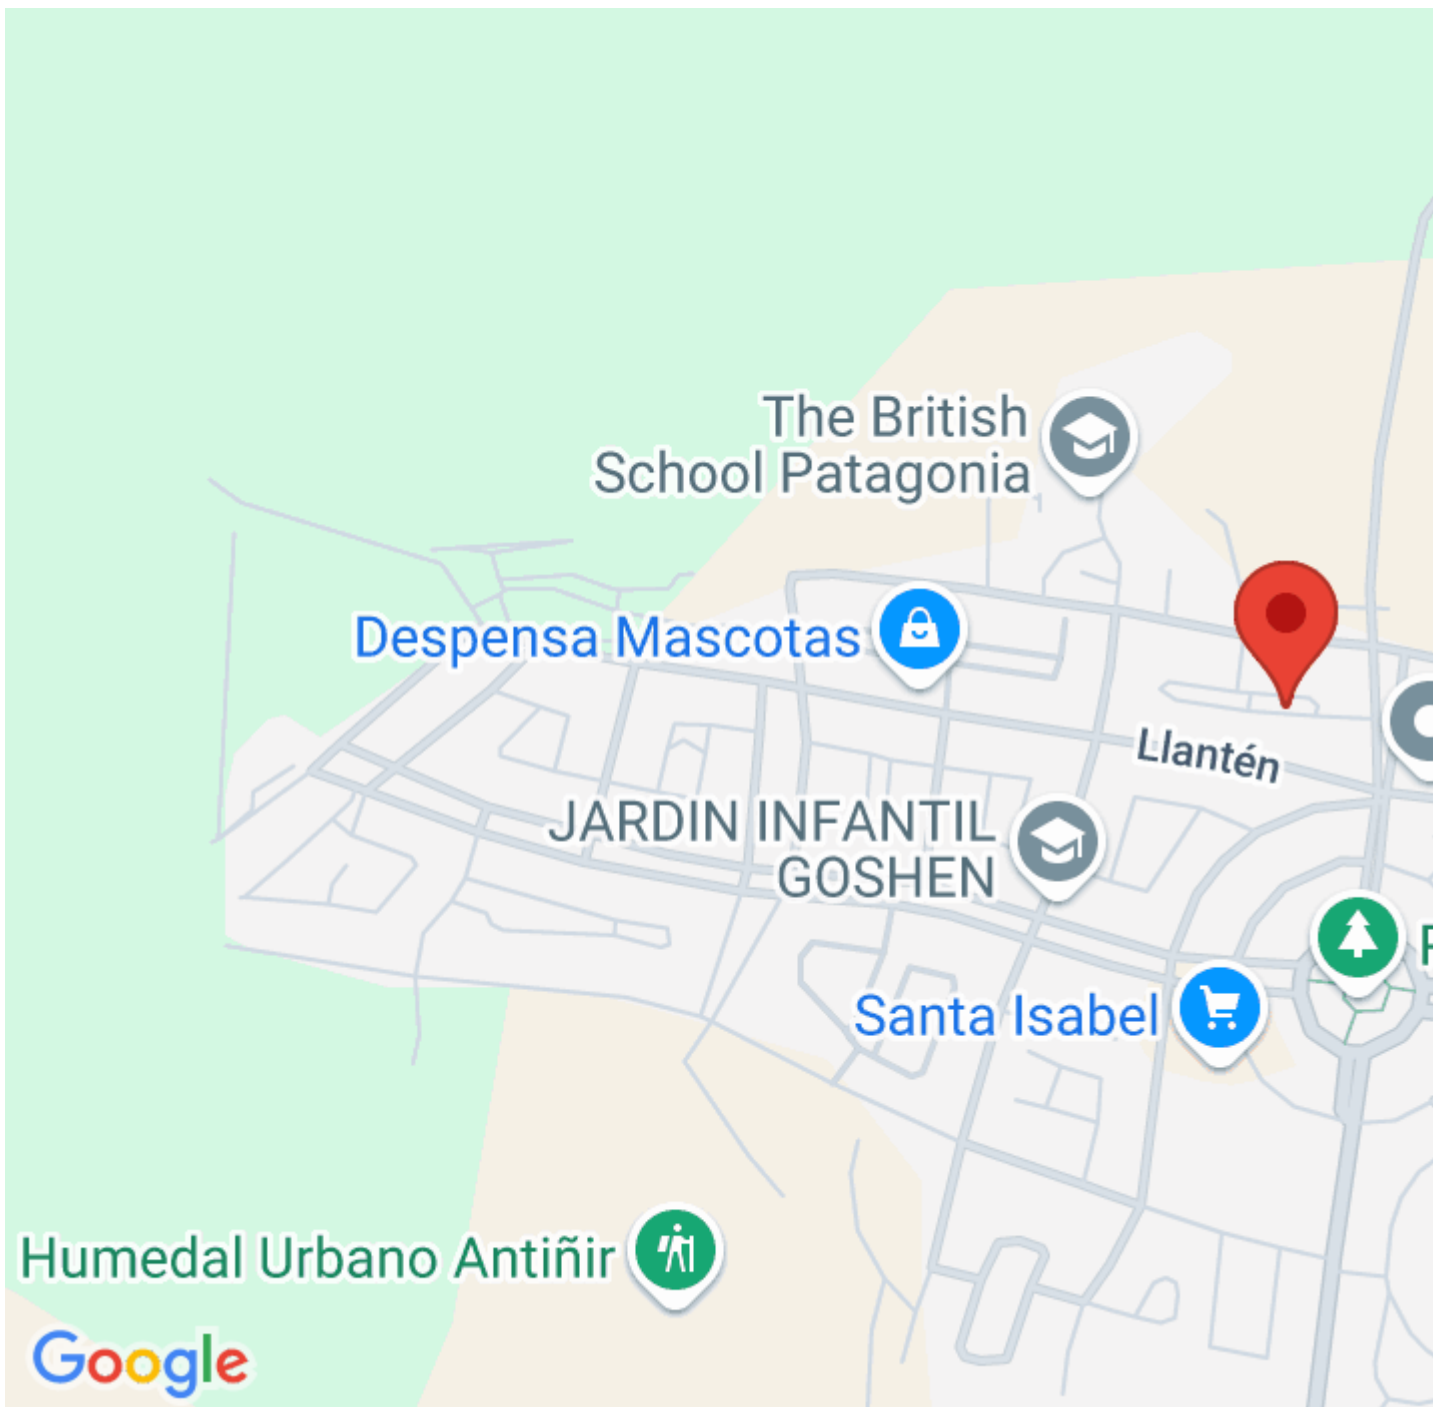 The British
School Patagonia
Despensa Mascotas
Llantén
JARDIN INFANTIL
GOSHEN
Santa Isabel
Humedal Urbano Antiñir
Google